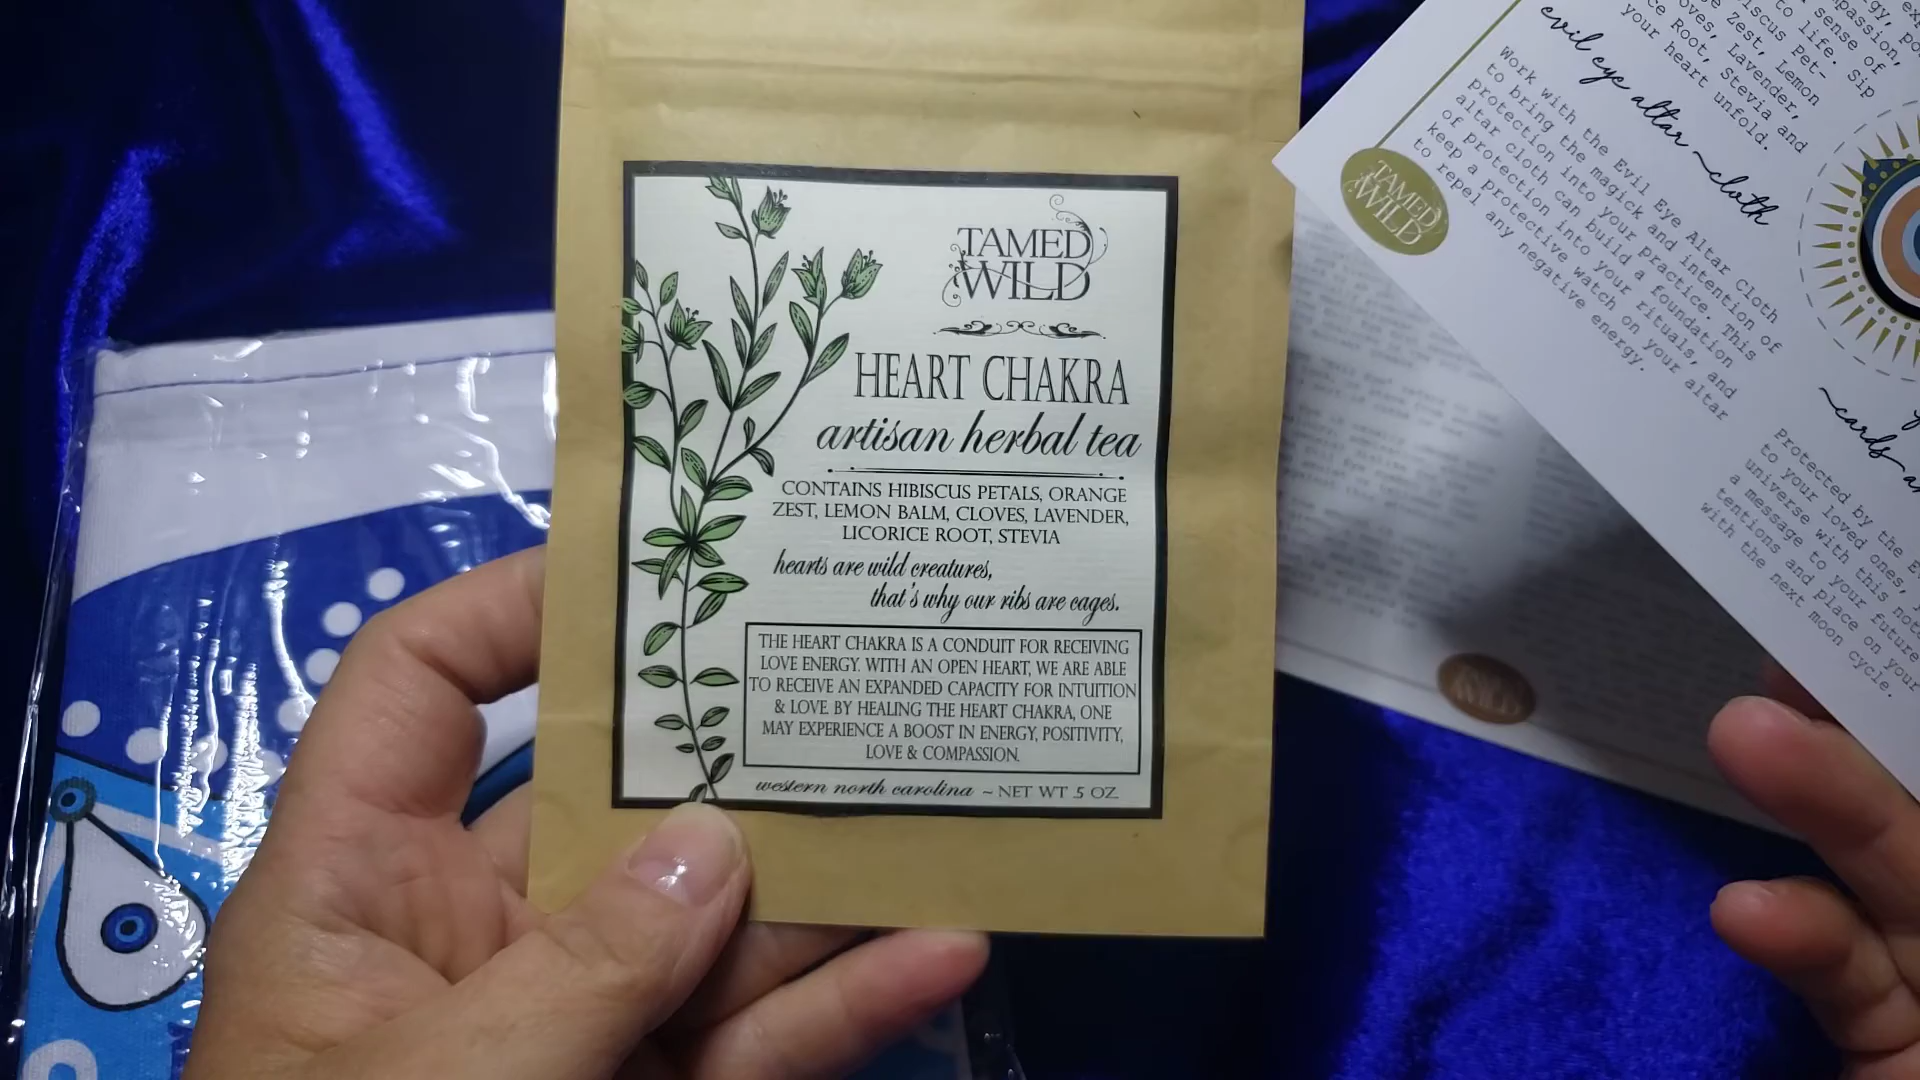 TAMED
WILD
HEART CHAKRA
artisan herbal tea
CONTAINS HIBISCUS PETALS, ORANGE
ZEST, LEMON BALM, CLOVES, LAVENDER,
LICORICE ROOT, STEVIA
hearts are wild creatures,
that's why our ribs are cages.
THE HEART CHAKRA IS A CONDUIT FOR RECEIVING
LOVE ENERGY. WITH AN OPEN HEART, WE ARE ABLE
TO RECEIVE AN EXPANDED CAPACITY FOR INTUITION
& LOVE. BY HEALING THE HEART CHAKRA, ONE
MAY EXPERIENCE A BOOST IN ENERGY, POSITIVITY,
LOVE & COMPASSION.
western north carolina ~ NET WT .5 OZ
to life. Sip
Zest, Lemon
Root, Stevia and
your heart unfold.
evil eye altar ~cloth
Work with the Evil Eye Altar Cloth
to bring the magick and intention of
protection into your practice. This
altar cloth can build a foundation
of protection into your rituals, and
keep a protective watch on your altar
to repel any negative energy.
TAMED
WILD
~cards
Protected by the
to your loved ones,
universe with this
a message to your future
tentions and place on your
with the next moon cycle.